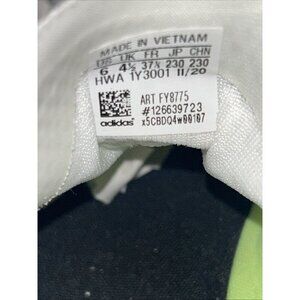 MADE IN VIETNAM
US UK FR JP CHN
6 4½ 37⅓ 230 230
HWA 1Y3001 11/20
ART FY8775
#126639723
adidas x5CBDQ4w00107